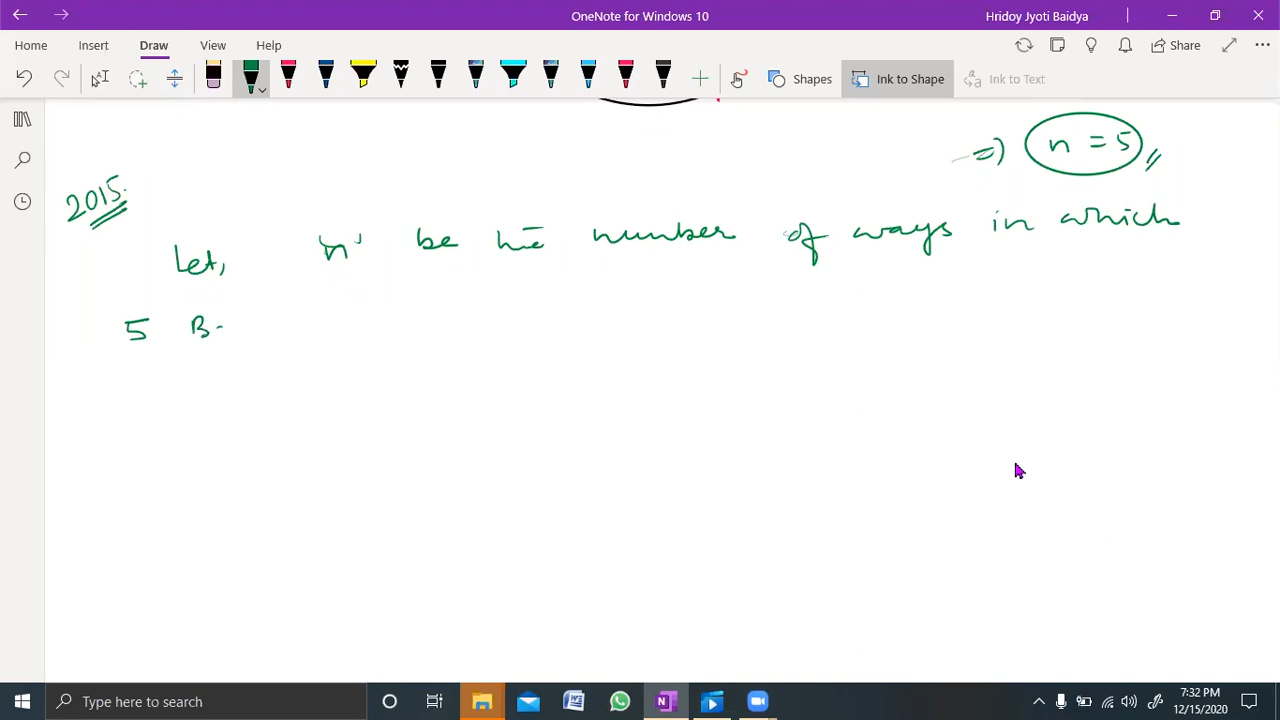 OneNote for Windows 10
Hridoy Jyoti Baidya
Home Insert Draw View Help
Share
Shapes Ink to Shape Ink to Text
⇒) n = 5 //
2015.
Let, 'n' be the number of ways in which
5 B-
Type here to search
7:32 PM
12/15/2020